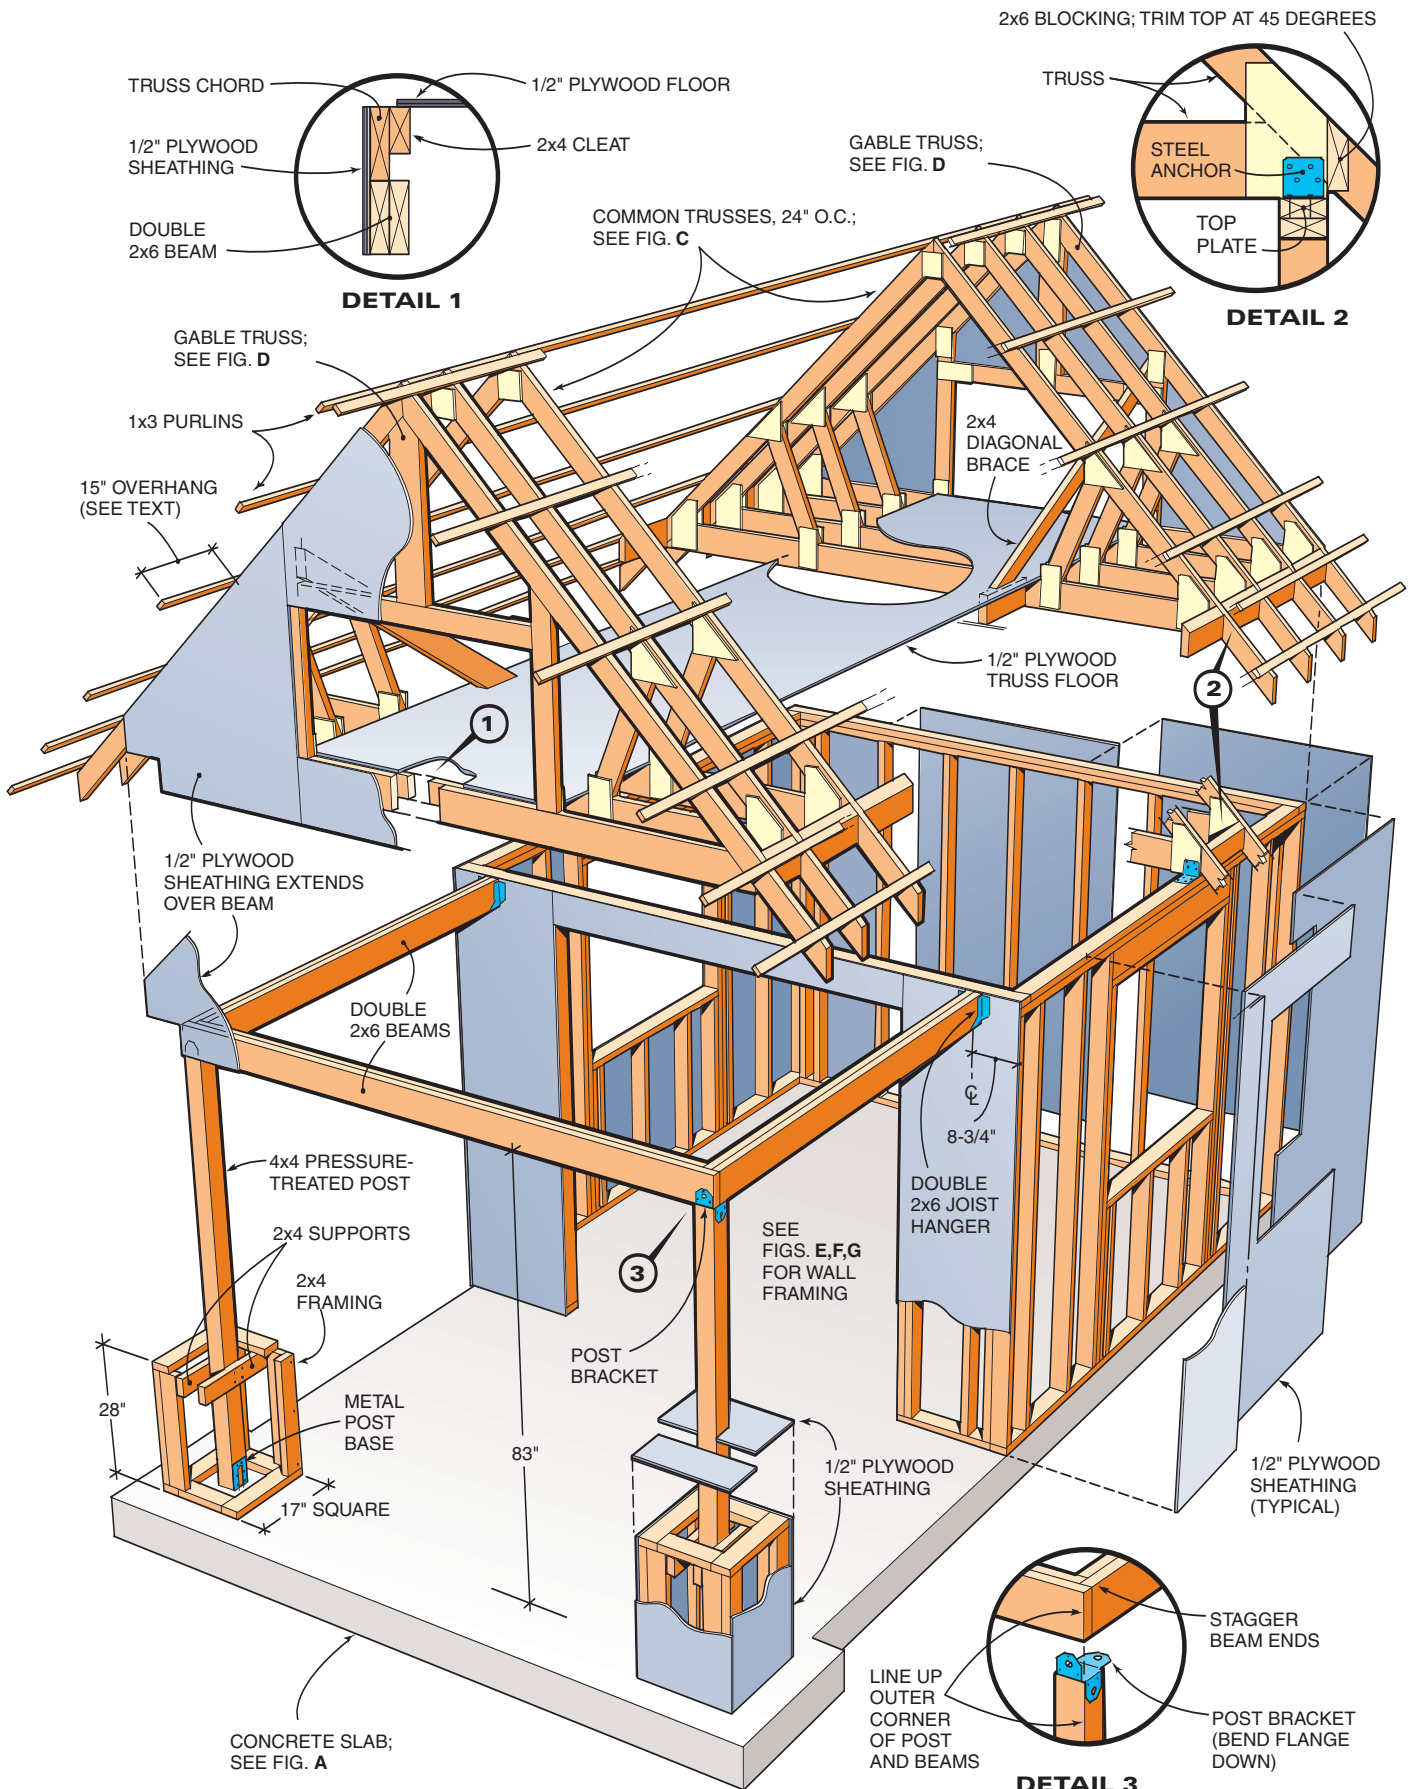 2x6 BLOCKING; TRIM TOP AT 45 DEGREES
TRUSS CHORD
1/2" PLYWOOD FLOOR
1/2" PLYWOOD
SHEATHING
2x4 CLEAT
DOUBLE
2x6 BEAM
DETAIL 1
TRUSS
STEEL
ANCHOR
TOP
PLATE
DETAIL 2
GABLE TRUSS;
SEE FIG. D
COMMON TRUSSES, 24" O.C.;
SEE FIG. C
GABLE TRUSS;
SEE FIG. D
1x3 PURLINS
15" OVERHANG
(SEE TEXT)
2x4
DIAGONAL
BRACE
1/2" PLYWOOD
TRUSS FLOOR
1
2
1/2" PLYWOOD
SHEATHING EXTENDS
OVER BEAM
DOUBLE
2x6 BEAMS
℄
8-3/4"
DOUBLE
2x6 JOIST
HANGER
4x4 PRESSURE-
TREATED POST
2x4 SUPPORTS
2x4
FRAMING
SEE
FIGS. E,F,G
FOR WALL
FRAMING
3
POST
BRACKET
28"
METAL
POST
BASE
83"
17" SQUARE
1/2" PLYWOOD
SHEATHING
1/2" PLYWOOD
SHEATHING
(TYPICAL)
CONCRETE SLAB;
SEE FIG. A
STAGGER
BEAM ENDS
LINE UP
OUTER
CORNER
OF POST
AND BEAMS
POST BRACKET
(BEND FLANGE
DOWN)
DETAIL 3